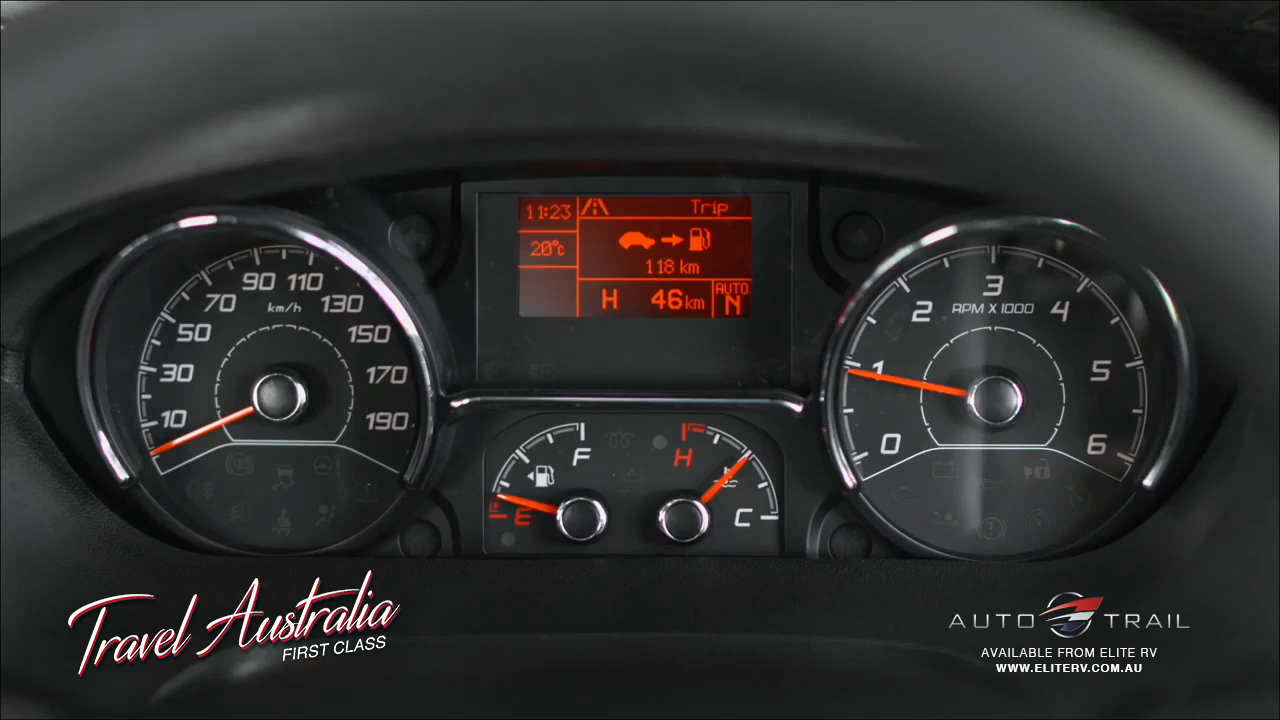 11:23
Trip
20°c
118 km
H 46km
AUTO
N
10
30
50
70
90
110
130
150
170
190
km/h
F
E
H
C
0
1
2
3
4
5
6
RPM X 1000
Travel Australia
FIRST CLASS
AUTO TRAIL
AVAILABLE FROM ELITE RV
WWW.ELITERV.COM.AU